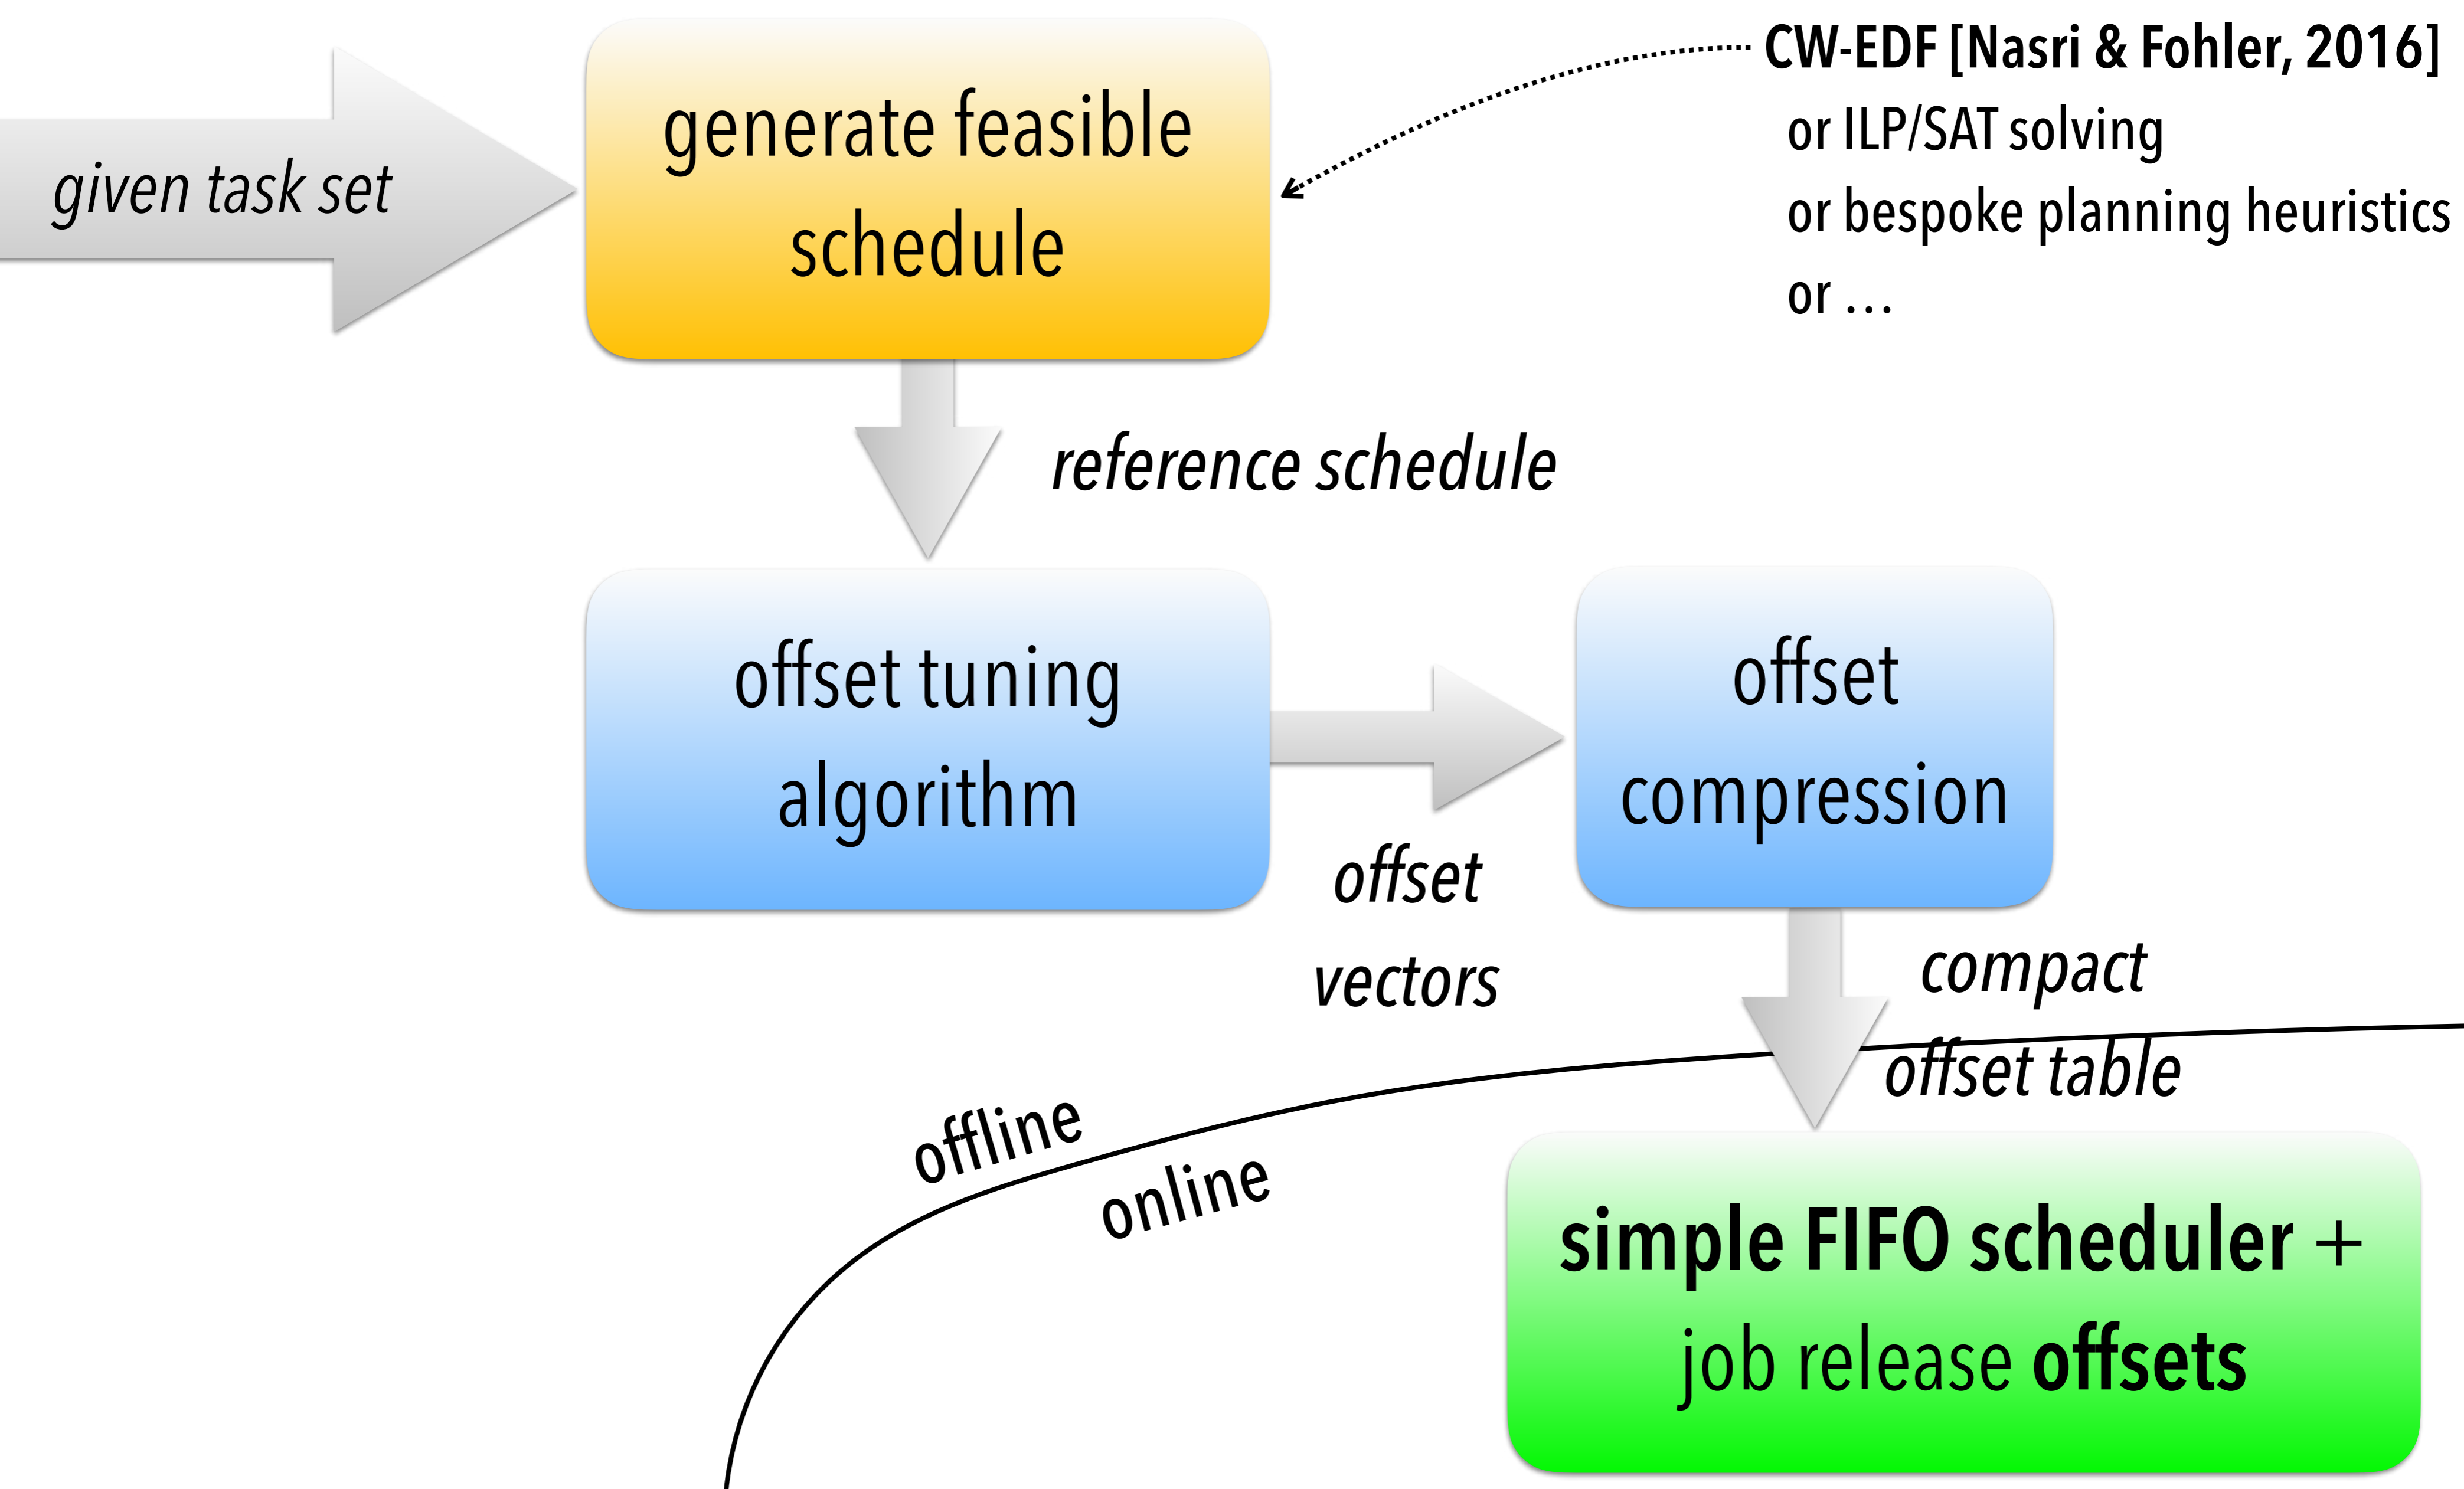 given task set
generate feasible
schedule
CW-EDF [Nasri & Fohler, 2016]
or ILP/SAT solving
or bespoke planning heuristics
or ...
reference schedule
offset tuning
algorithm
offset
vectors
offset
compression
compact
offset table
offline
online
simple FIFO scheduler +
job release offsets